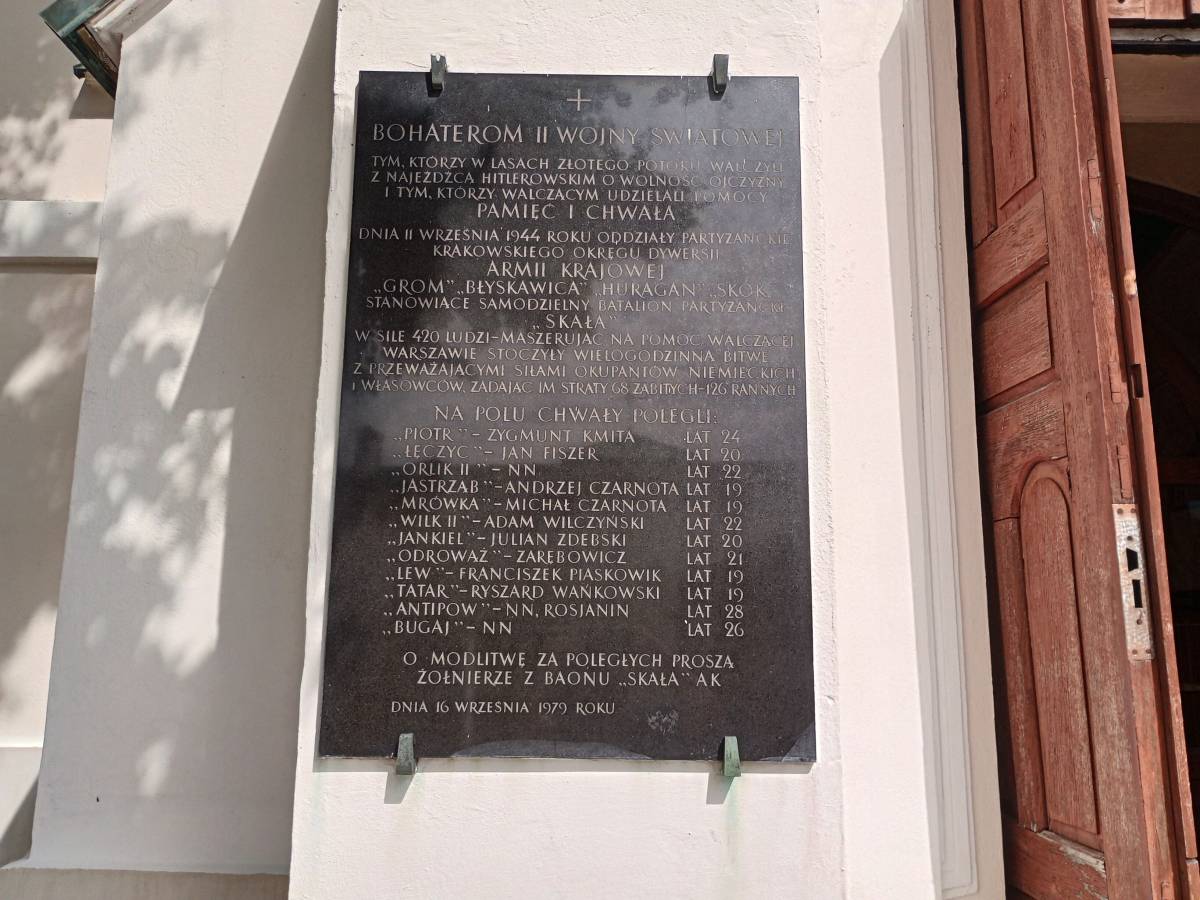 BOHATEROM II WOJNY ŚWIATOWEJ
TYM, KTÓRZY W LASACH ZŁOTEGO POTOKU WALCZYLI
Z NAJEŹDŹCĄ HITLEROWSKIM O WOLNOŚĆ OJCZYZNY
I TYM, KTÓRZY WALCZĄCYM UDZIELALI POMOCY
PAMIĘĆ I CHWAŁA
DNIA 11 WRZEŚNIA 1944 ROKU ODDZIAŁY PARTYZANCKIE
KRAKOWSKIEGO OKRĘGU DYWERSJI
ARMII KRAJOWEJ
„GROM” „BŁYSKAWICA” „HURAGAN” „SKOK”
STANOWIĄCE SAMODZIELNY BATALION PARTYZANCKI
„SKAŁA”
W SILE 420 LUDZI-MASZERUJĄC NA POMOC WALCZĄCEJ
WARSZAWIE STOCZYŁY WIELOGODZINNĄ BITWĘ
Z PRZEWAŻAJĄCYMI SIŁAMI OKUPANTÓW NIEMIECKICH
I WŁASOWCÓW, ZADAJĄC IM STRATY 68 ZABITYCH-126 RANNYCH
NA POLU CHWAŁY POLEGLI:
„PIOTR”-ZYGMUNT KMITA LAT 24
„ŁĘCZYC”-JAN FISZER LAT 20
„ORLIK II”-NN LAT 22
„JASTRZĄB”-ANDRZEJ CZARNOTA LAT 19
„MRÓWKA”-MICHAŁ CZARNOTA LAT 19
„WILK II”-ADAM WILCZYŃSKI LAT 22
„JANKIEL”-JULIAN ZDEBSKI LAT 20
„ODROWĄŻ”-ZARĘBOWICZ LAT 21
„LEW”-FRANCISZEK PIASKOWIK LAT 19
„TATAR”-RYSZARD WAŃKOWSKI LAT 19
„ANTIPOW”-NN, ROSJANIN LAT 28
„BUGAJ”-NN LAT 26
O MODLITWĘ ZA POLEGŁYCH PROSZĄ
ŻOŁNIERZE Z BAONU „SKAŁA” AK
DNIA 16 WRZEŚNIA 1979 ROKU